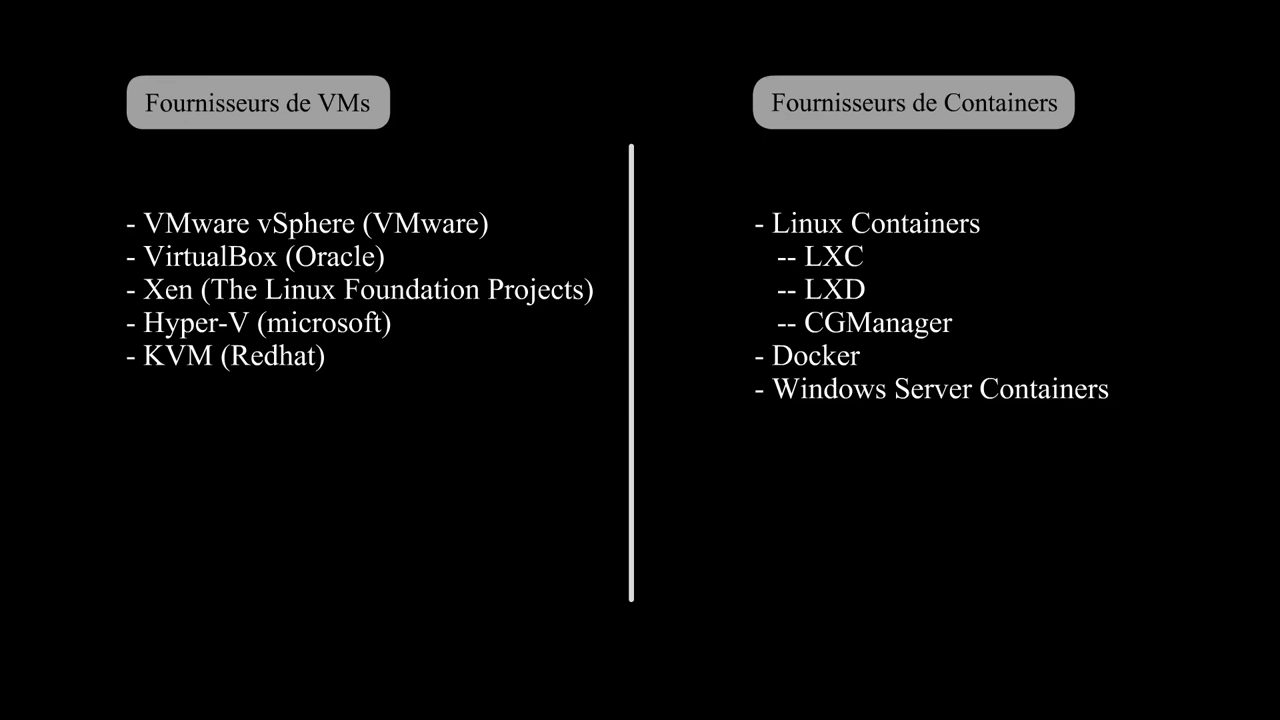 Fournisseurs de VMs
- VMware vSphere (VMware)
- VirtualBox (Oracle)
- Xen (The Linux Foundation Projects)
- Hyper-V (microsoft)
- KVM (Redhat)
Fournisseurs de Containers
- Linux Containers
-- LXC
-- LXD
-- CGManager
- Docker
- Windows Server Containers